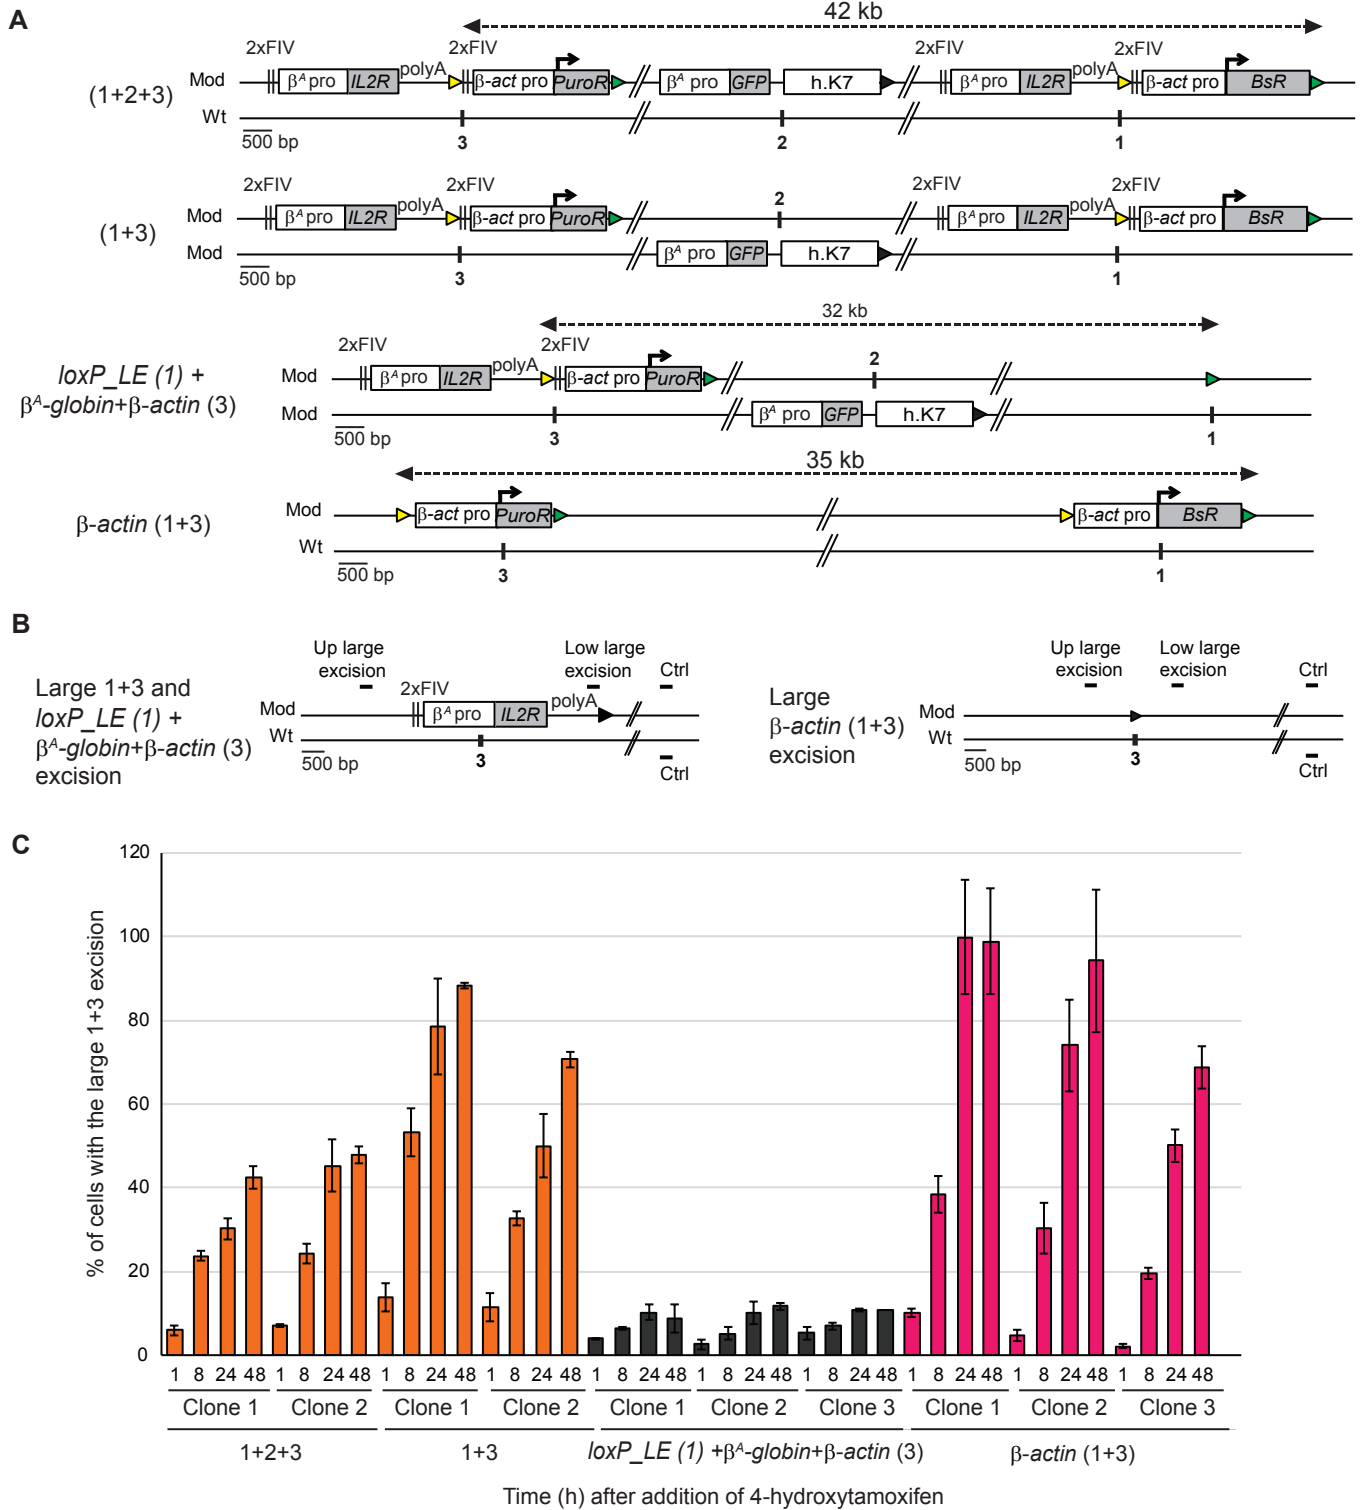 A
42 kb
2xFIV 2xFIV 2xFIV 2xFIV
(1+2+3) Mod βᴬ pro IL2R polyA β-act pro PuroR βᴬ pro GFP h.K7 βᴬ pro IL2R polyA β-act pro BsR
Wt
500 bp 3 2 1
2xFIV 2xFIV 2 2xFIV 2xFIV
(1+3) Mod βᴬ pro IL2R polyA β-act pro PuroR βᴬ pro IL2R polyA β-act pro BsR
Mod βᴬ pro GFP h.K7
500 bp 3 1
32 kb
2xFIV 2xFIV 2
loxP_LE (1) + Mod βᴬ pro IL2R polyA β-act pro PuroR
βᴬ-globin+β-actin (3) Mod βᴬ pro GFP h.K7
500 bp 3 1
35 kb
β-actin (1+3) Mod β-act pro PuroR β-act pro BsR
Wt
500 bp 3 1
B
Up large excision Low large excision Ctrl
Large 1+3 and
loxP_LE (1) +
βᴬ-globin+β-actin (3)
excision
2xFIV
Mod βᴬ pro IL2R polyA
Wt
500 bp 3 Ctrl
Up large excision Low large excision Ctrl
Large
β-actin (1+3)
excision
Mod
Wt
500 bp 3 Ctrl
C
% of cells with the large 1+3 excision
120
100
80
60
40
20
0
1 8 24 48 1 8 24 48 1 8 24 48 1 8 24 48 1 8 24 48 1 8 24 48 1 8 24 48 1 8 24 48 1 8 24 48 1 8 24 48
Clone 1 Clone 2 Clone 1 Clone 2 Clone 1 Clone 2 Clone 3 Clone 1 Clone 2 Clone 3
1+2+3 1+3 loxP_LE (1) +βᴬ-globin+β-actin (3) β-actin (1+3)
Time (h) after addition of 4-hydroxytamoxifen